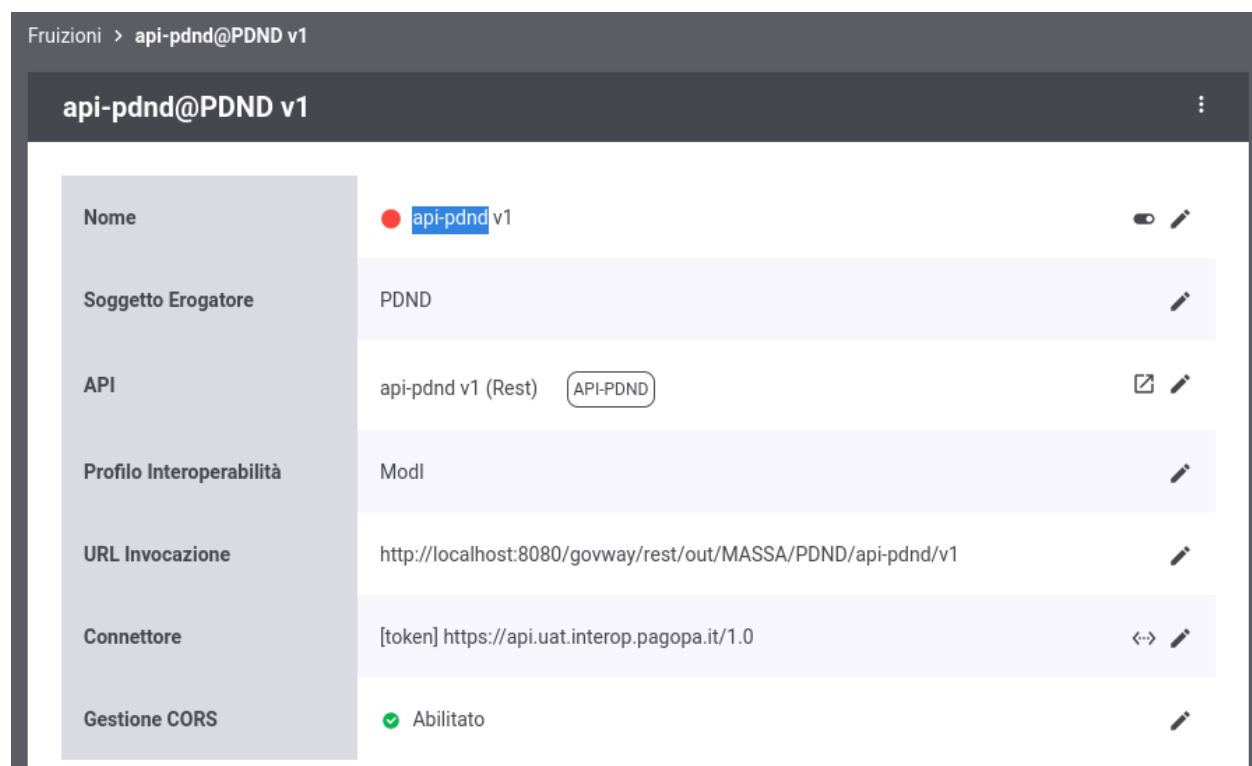 Fruizioni > api-pdnd@PDND v1
api-pdnd@PDND v1
Nome api-pdnd v1
Soggetto Erogatore PDND
API api-pdnd v1 (Rest) API-PDND
Profilo Interoperabilità ModI
URL Invocazione http://localhost:8080/govway/rest/out/MASSA/PDND/api-pdnd/v1
Connettore [token] https://api.uat.interop.pagopa.it/1.0
Gestione CORS Abilitato